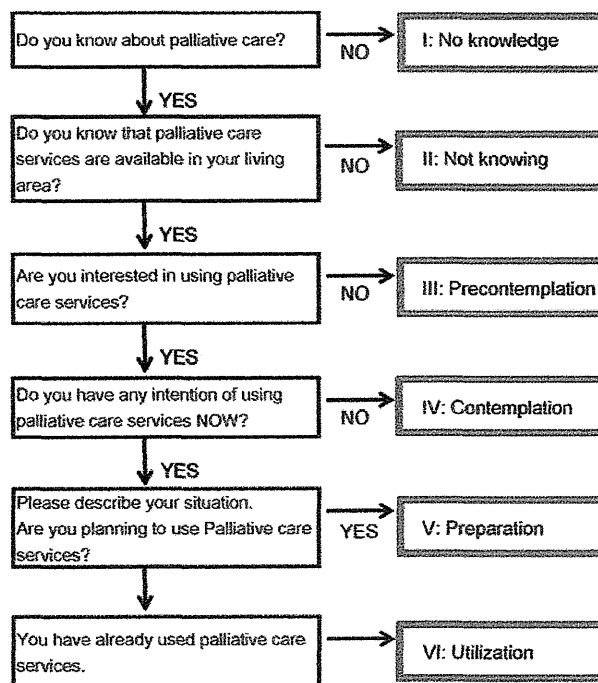 Do you know about palliative care?
NO
I: No knowledge
YES
Do you know that palliative care
services are available in your living
area?
NO
II: Not knowing
YES
Are you interested in using palliative
care services?
NO
III: Precontemplation
YES
Do you have any intention of using
palliative care services NOW?
NO
IV: Contemplation
YES
Please describe your situation.
Are you planning to use Palliative care
services?
YES
V: Preparation
You have already used palliative care
services.
VI: Utilization